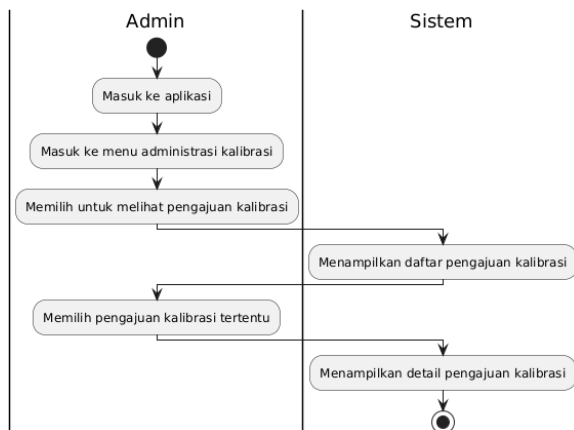 Admin
Sistem
Masuk ke aplikasi
Masuk ke menu administrasi kalibrasi
Memilih untuk melihat pengajuan kalibrasi
Menampilkan daftar pengajuan kalibrasi
Memilih pengajuan kalibrasi tertentu
Menampilkan detail pengajuan kalibrasi